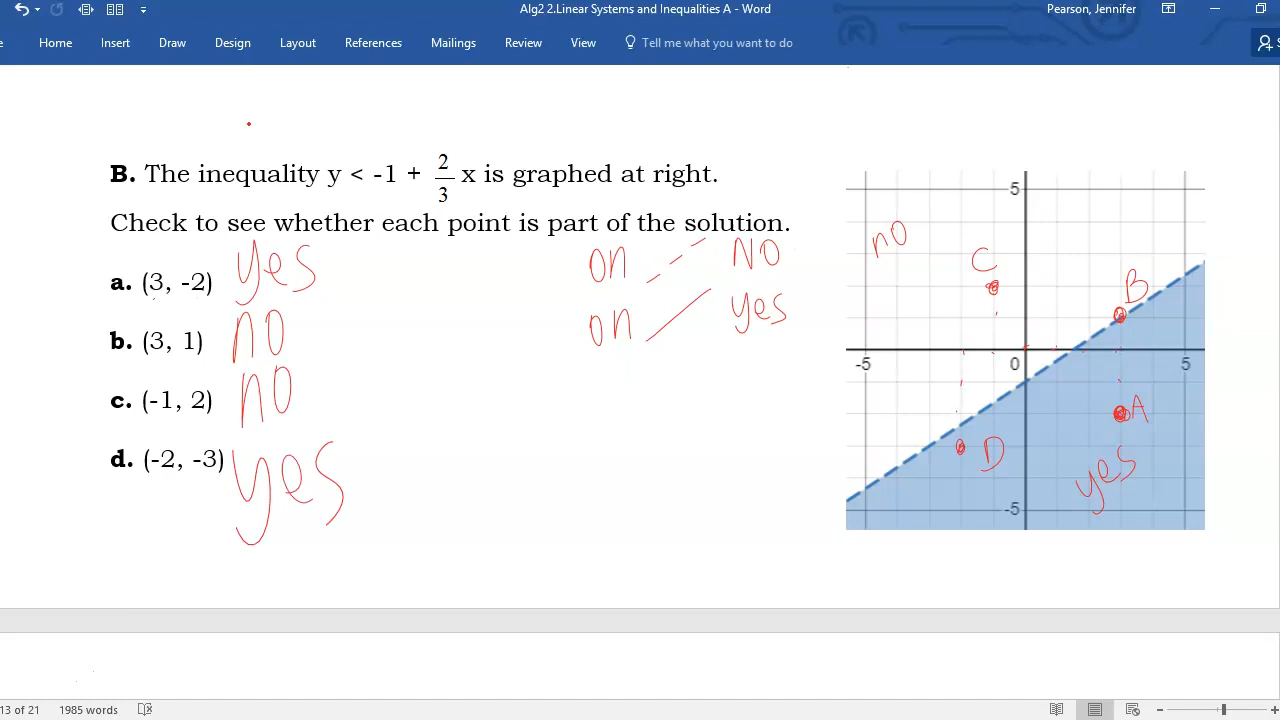 Alg2 2.Linear Systems and Inequalities A - Word
Pearson, Jennifer
Home Insert Draw Design Layout References Mailings Review View Tell me what you want to do
B. The inequality y < -1 + 2/3 x is graphed at right.
Check to see whether each point is part of the solution.
a. (3, -2) yes
b. (3, 1) no
c. (-1, 2) no
d. (-2, -3) yes
on NO
on yes
5
no
C
B
-5 0 5
A
D
yes
-5
13 of 21 1985 words